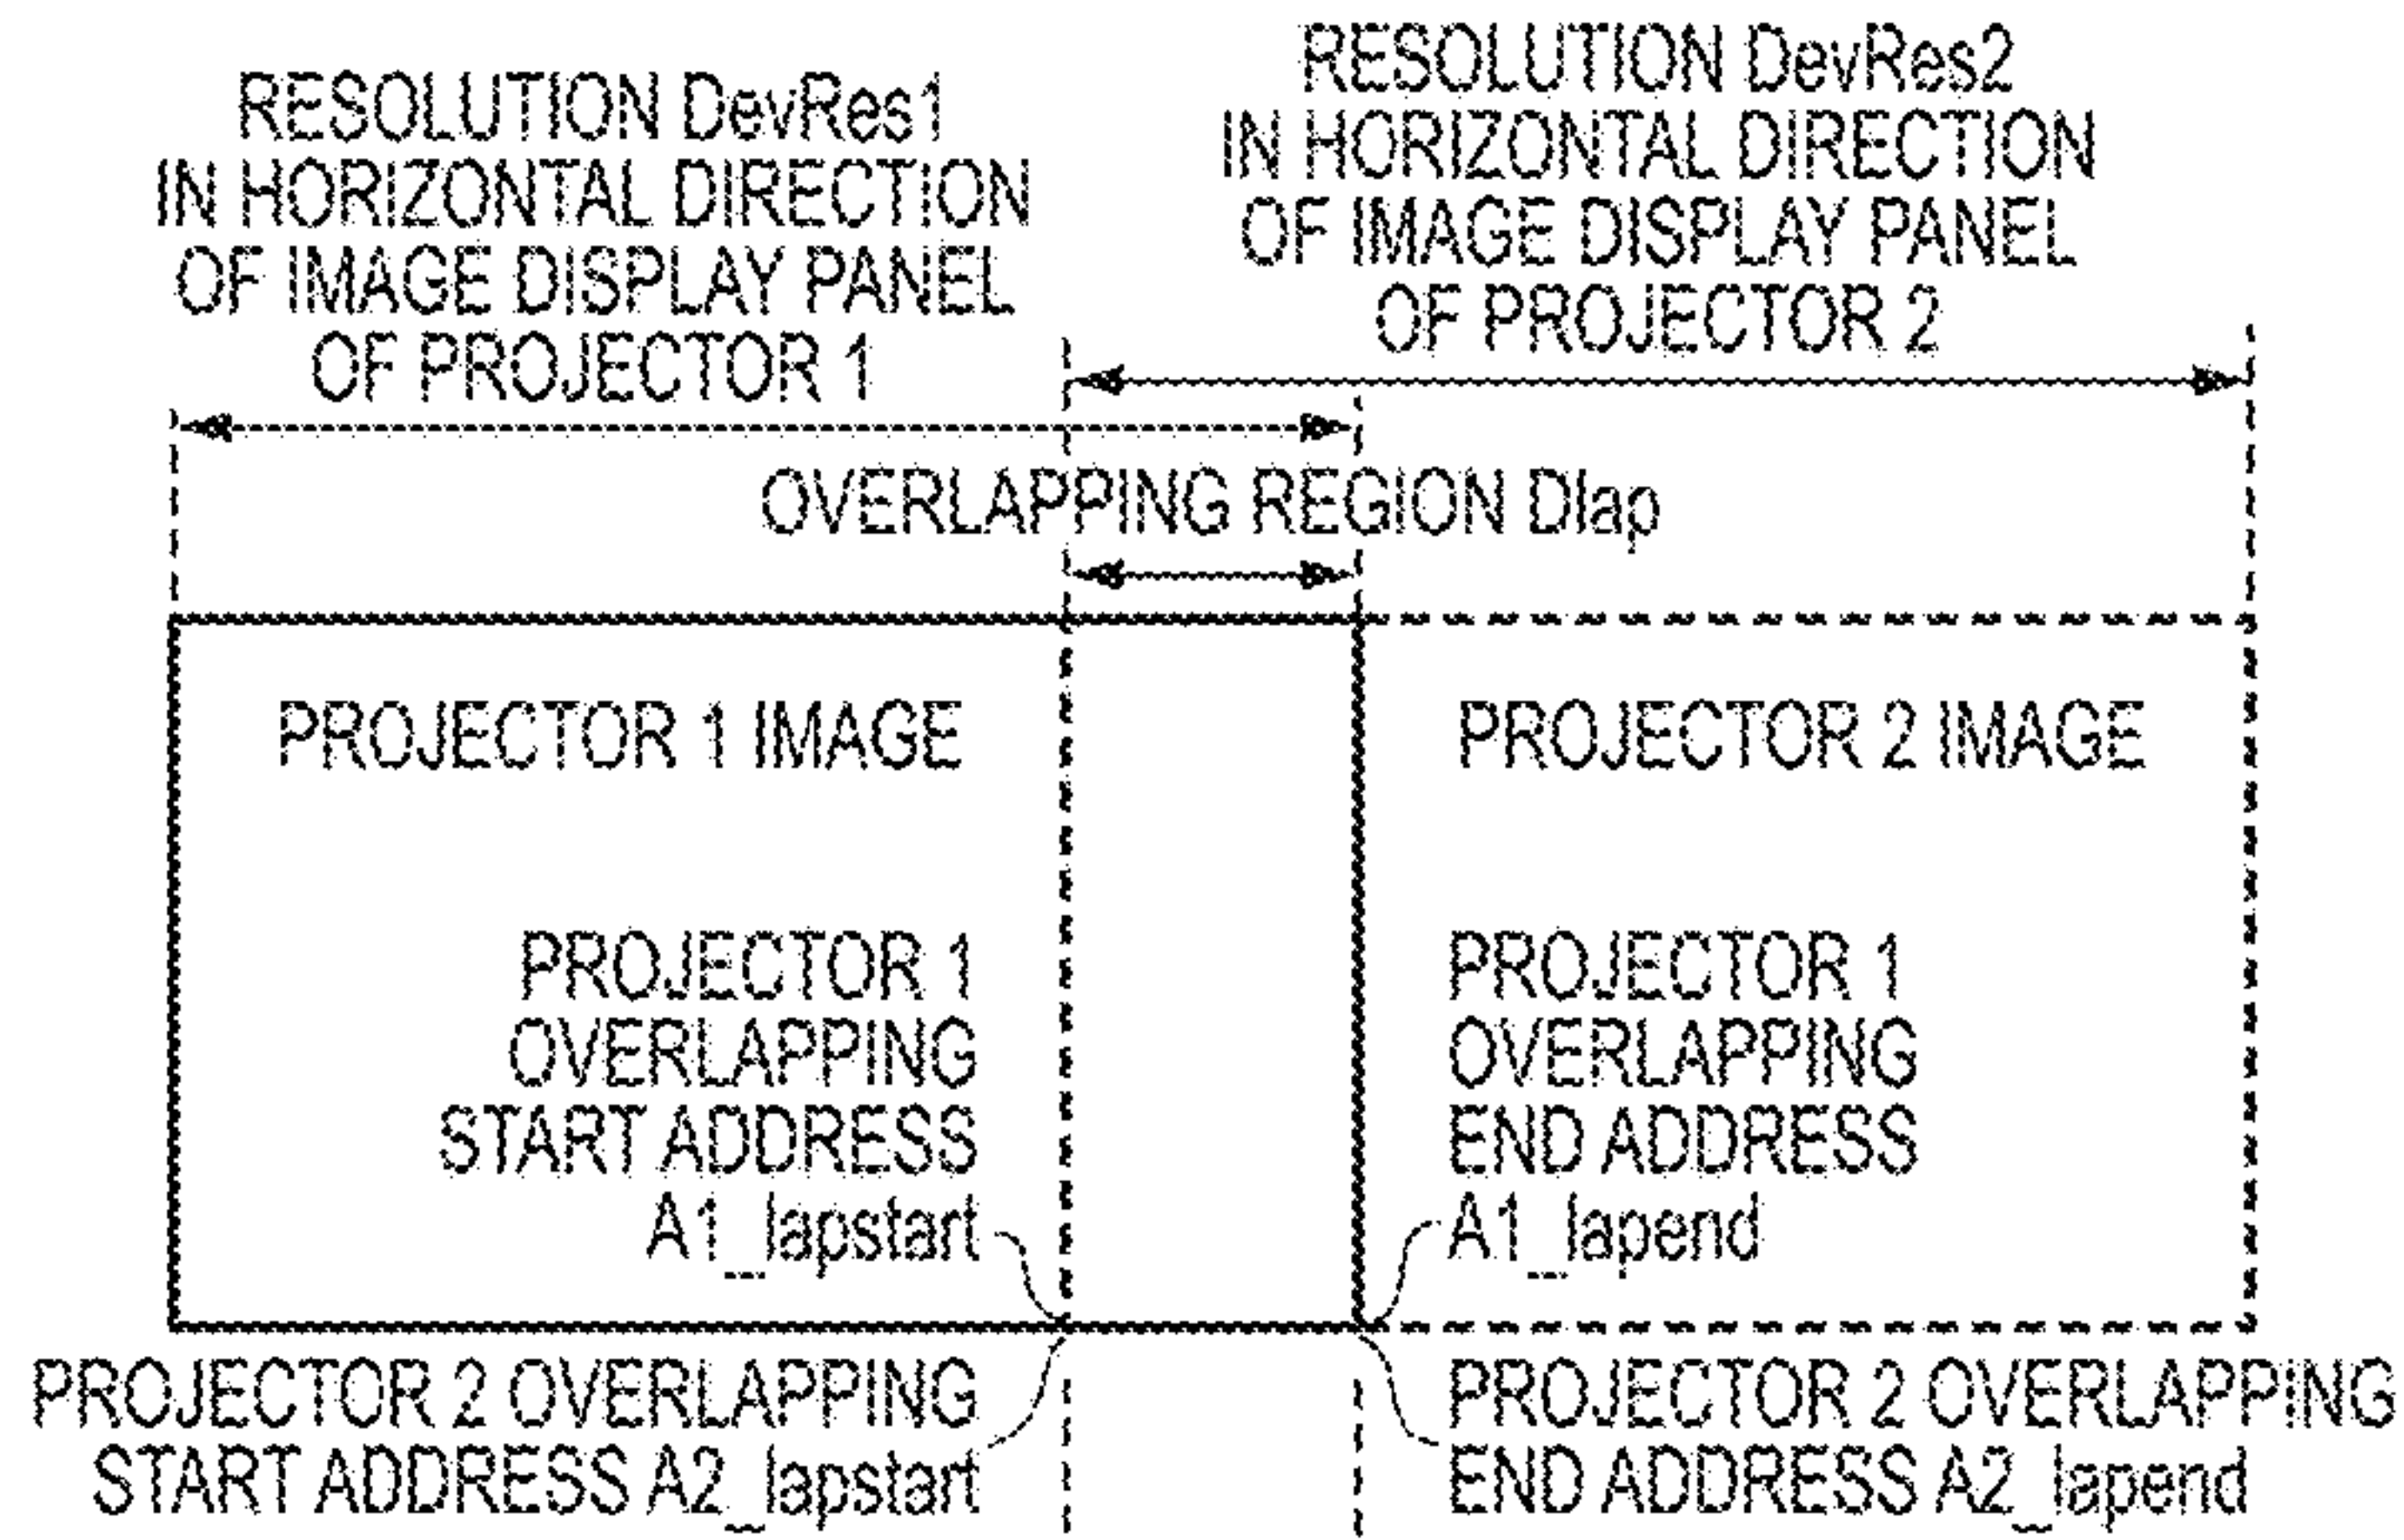 RESOLUTION DevRes1
IN HORIZONTAL DIRECTION
OF IMAGE DISPLAY PANEL
OF PROJECTOR 1
RESOLUTION DevRes2
IN HORIZONTAL DIRECTION
OF IMAGE DISPLAY PANEL
OF PROJECTOR 2
OVERLAPPING REGION Dlap
PROJECTOR 1 IMAGE
PROJECTOR 2 IMAGE
PROJECTOR 1
OVERLAPPING
START ADDRESS
A1_lapstart
PROJECTOR 1
OVERLAPPING
END ADDRESS
A1_lapend
PROJECTOR 2 OVERLAPPING
START ADDRESS A2_lapstart
PROJECTOR 2 OVERLAPPING
END ADDRESS A2_lapend